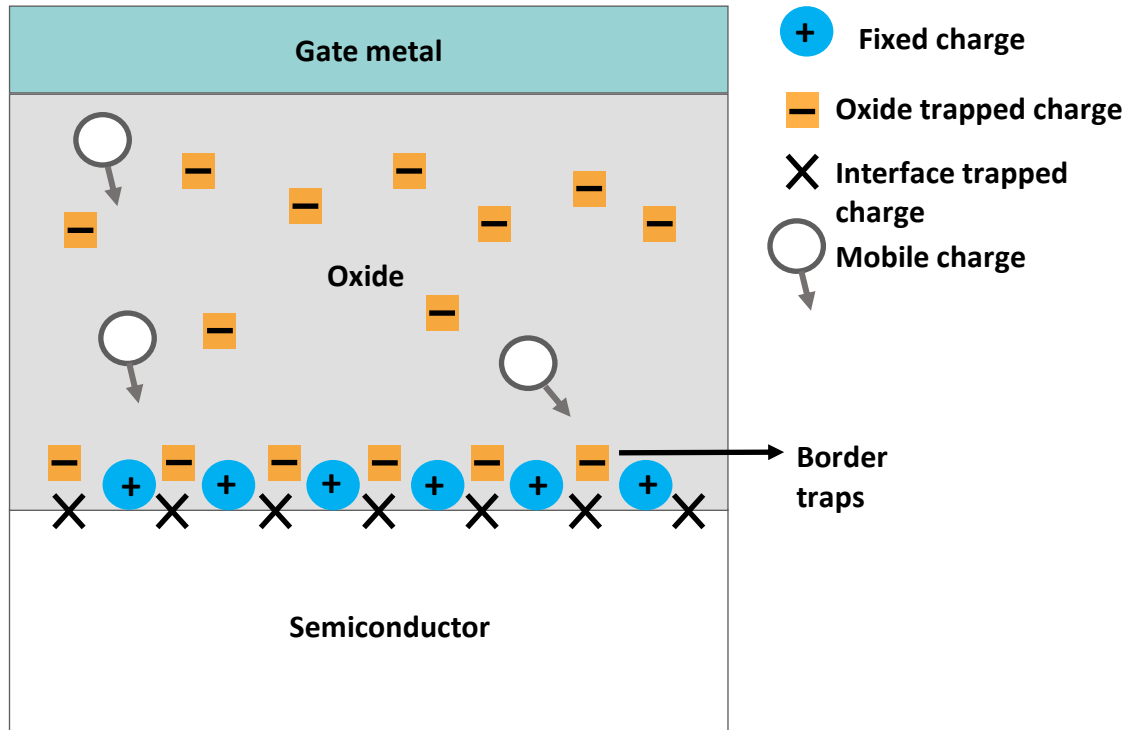 Gate metal
Fixed charge
Oxide trapped charge
Interface trapped
charge
Mobile charge
Oxide
Border
traps
Semiconductor